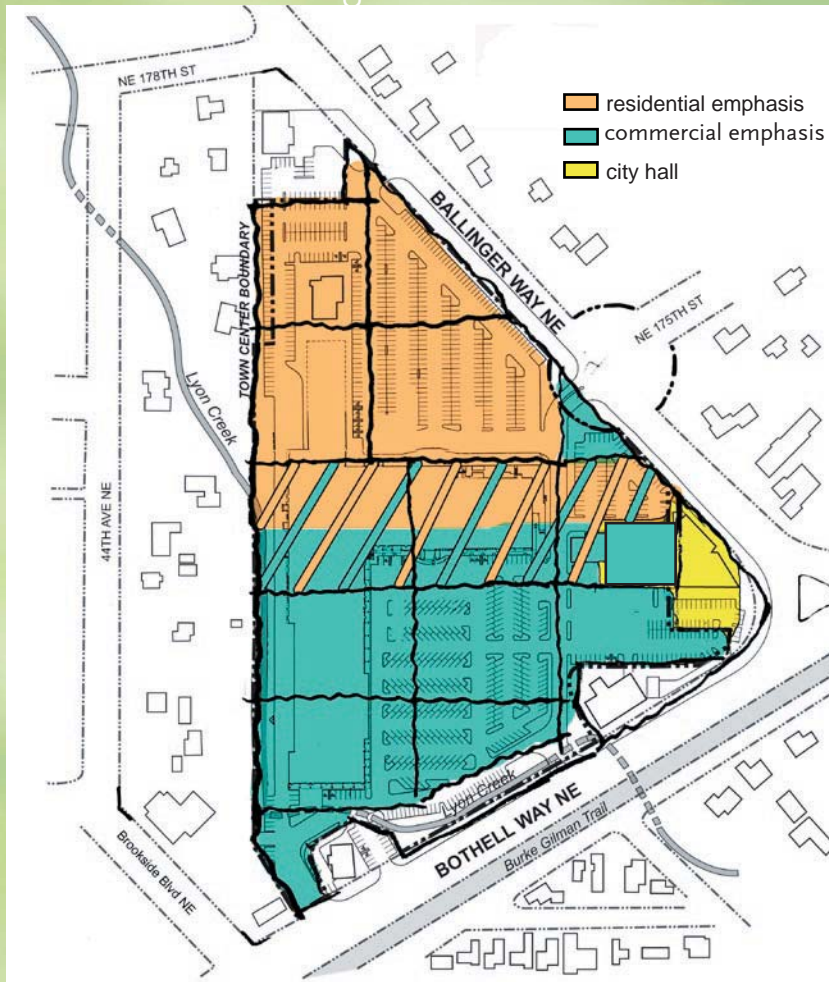 NE 178TH ST
residential emphasis
commercial emphasis
city hall
BALLINGER WAY NE
TOWN CENTER BOUNDARY
NE 175TH ST
Lyon Creek
44TH AVE NE
Lyon Creek
BOTHELL WAY NE
Burke Gilman Trail
Brookside Blvd NE